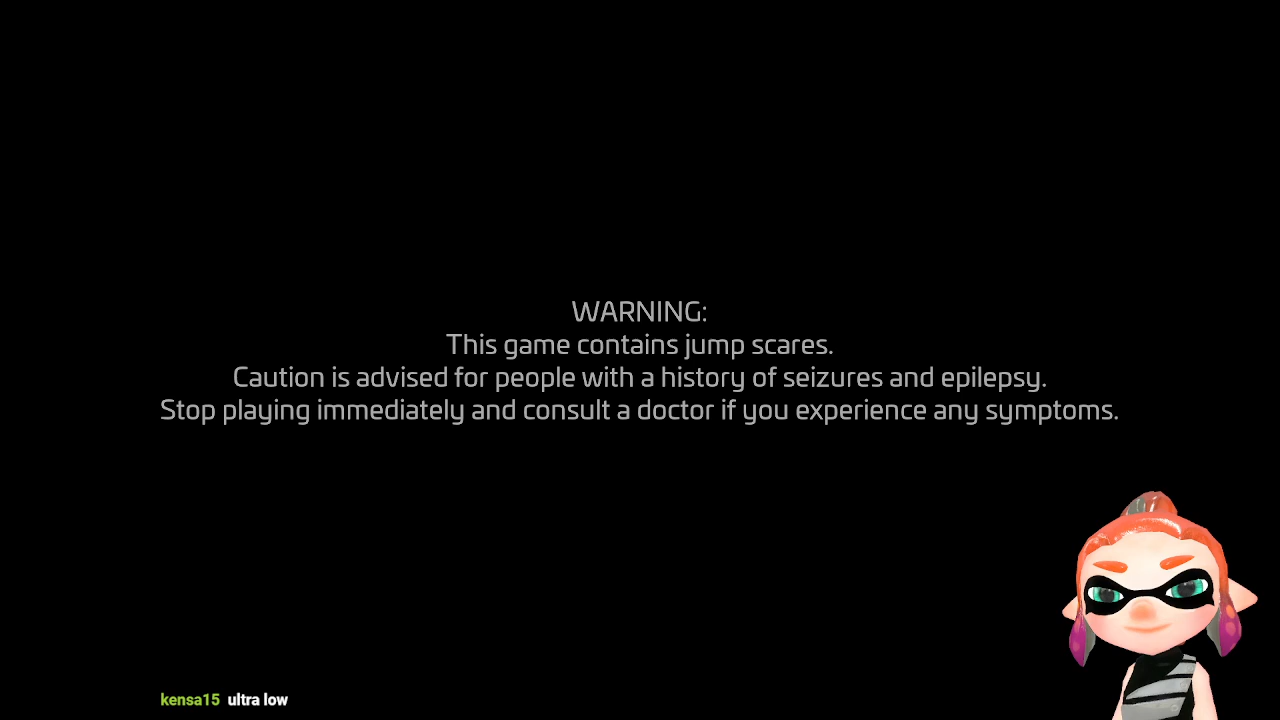 WARNING:
This game contains jump scares.
Caution is advised for people with a history of seizures and epilepsy.
Stop playing immediately and consult a doctor if you experience any symptoms.
kensa15 ultra low